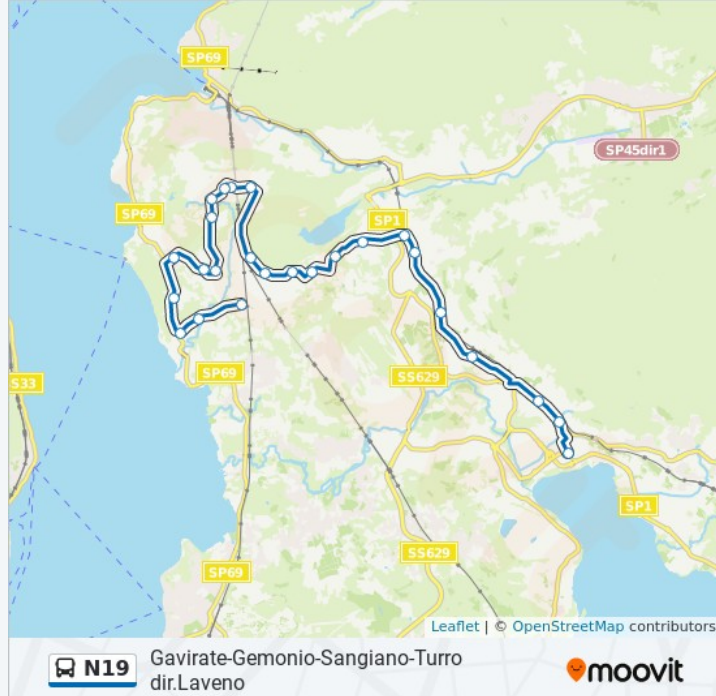 SP69
SP45dir1
SP69
SP1
S33
SP69
SS629
SP1
SS629
SP69
Leaflet | © OpenStreetMap contributors
N19
Gavirate-Gemonio-Sangiano-Turro
dir.Laveno
moovit